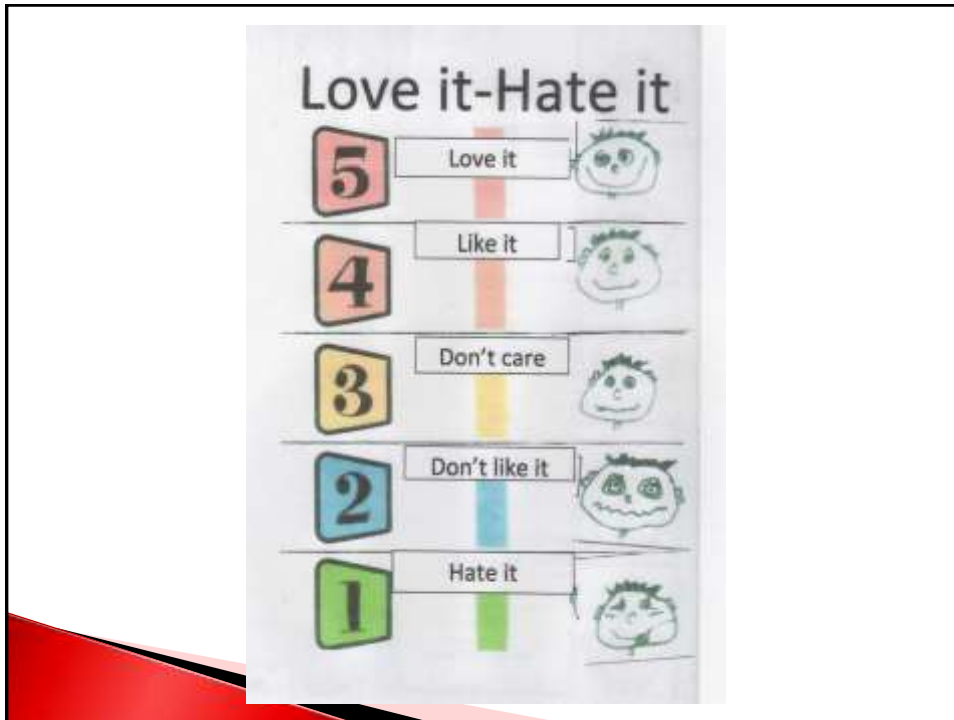 Love it-Hate it
5 Love it
4 Like it
3 Don't care
2 Don't like it
1 Hate it